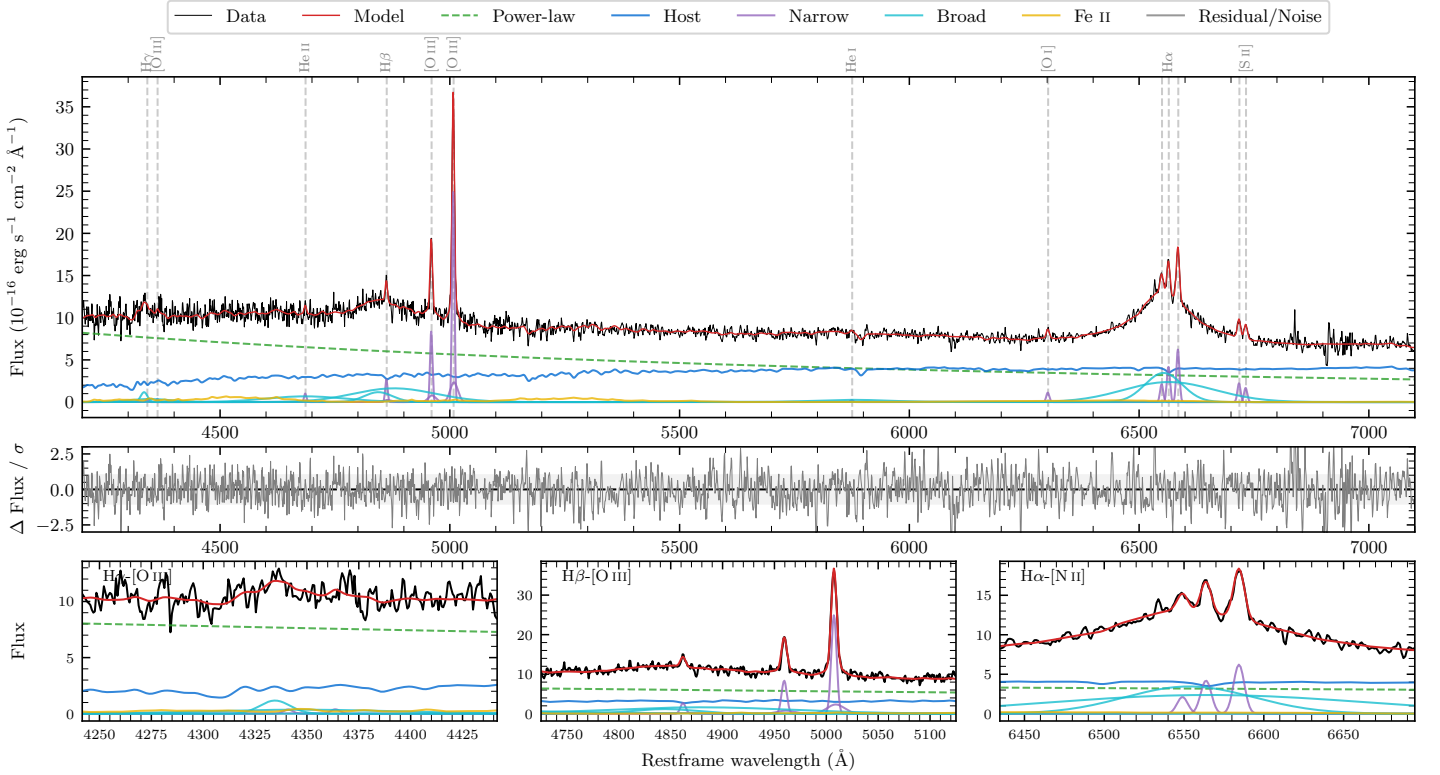 Data Model Power-law Host Narrow Broad Fe II Residual/Noise
Hγ [O III] He II Hβ [O III] [O III] He I [O I] Hα [S II]
Flux (10⁻¹⁶ erg s⁻¹ cm⁻² Å⁻¹)
35
30
25
20
15
10
5
0
4500 5000 5500 6000 6500 7000
Δ Flux / σ
2.5
0.0
−2.5
4500 5000 5500 6000 6500 7000
Hγ-[O III] Hβ-[O III] Hα-[N II]
Flux
10
5
0
30
20
10
0
15
10
5
0
4250 4275 4300 4325 4350 4375 4400 4425
4750 4800 4850 4900 4950 5000 5050 5100
6450 6500 6550 6600 6650
Restframe wavelength (Å)